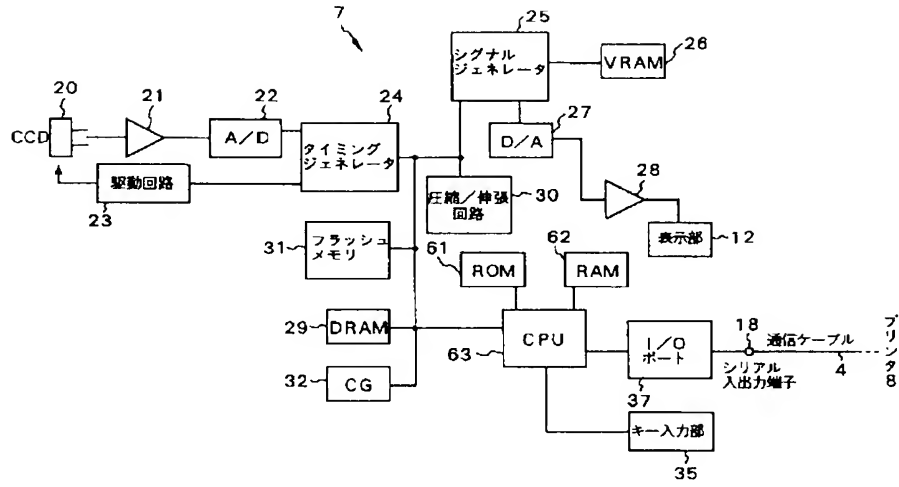 7
25
シグナル
ジェネレータ
VRAM
26
20
CCD
21
22
A/D
24
タイミング
ジェネレータ
27
D/A
28
駆動回路
23
圧縮/伸張
回路
30
表示部
12
31
フラッシュ
メモリ
61
ROM
62
RAM
29
DRAM
CPU
63
I/O
ポート
37
18
通信ケーブル
シリアル
入出力端子
4
プリンタ8
32
CG
キー入力部
35